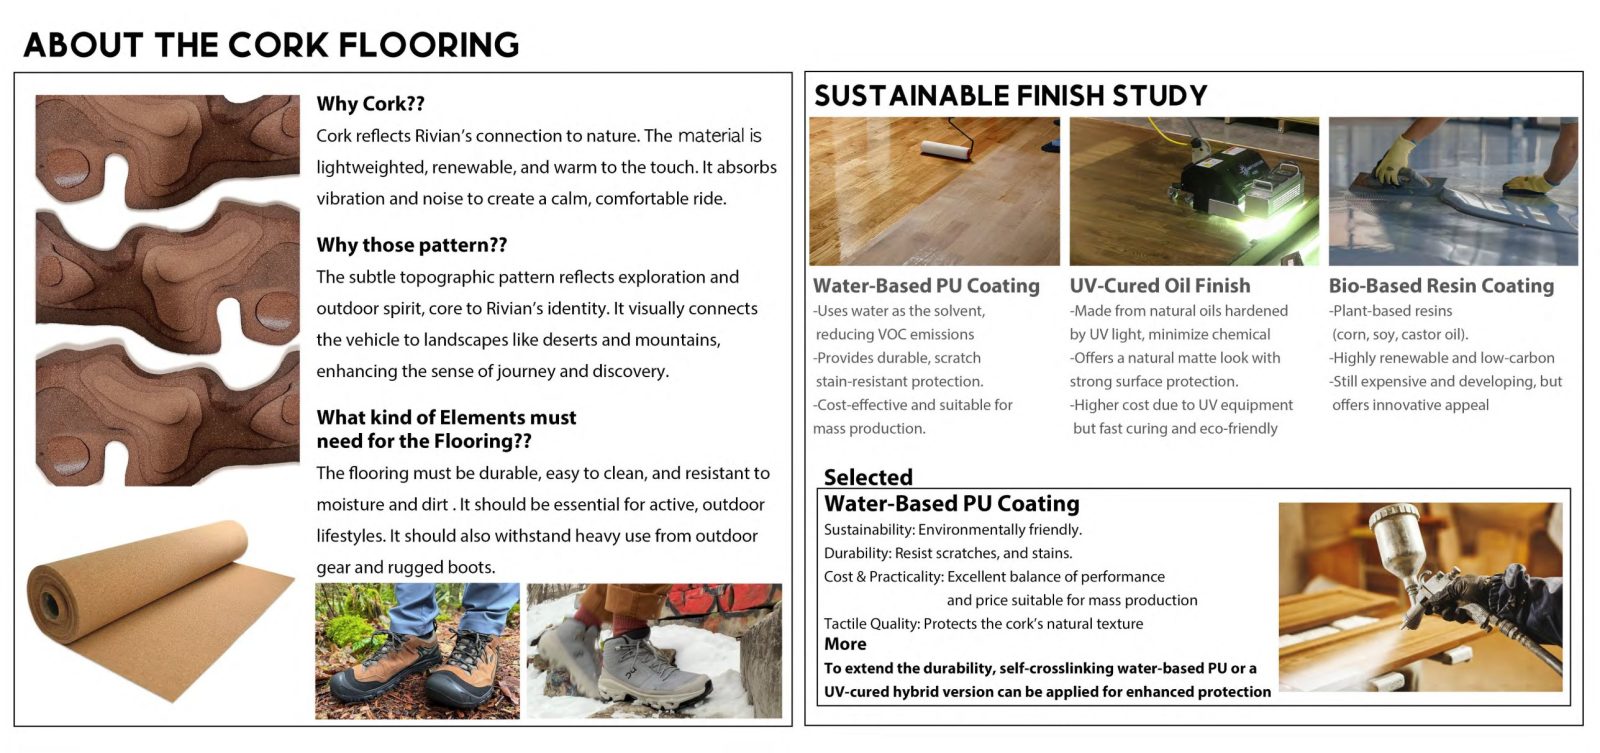 ABOUT THE CORK FLOORING
Why Cork??
Cork reflects Rivian's connection to nature. The material is
lightweighted, renewable, and warm to the touch. It absorbs
vibration and noise to create a calm, comfortable ride.
Why those pattern??
The subtle topographic pattern reflects exploration and
outdoor spirit, core to Rivian's identity. It visually connects
the vehicle to landscapes like deserts and mountains,
enhancing the sense of journey and discovery.
What kind of Elements must
need for the Flooring??
The flooring must be durable, easy to clean, and resistant to
moisture and dirt . It should be essential for active, outdoor
lifestyles. It should also withstand heavy use from outdoor
gear and rugged boots.
SUSTAINABLE FINISH STUDY
Water-Based PU Coating
-Uses water as the solvent,
reducing VOC emissions
-Provides durable, scratch
stain-resistant protection.
-Cost-effective and suitable for
mass production.
UV-Cured Oil Finish
-Made from natural oils hardened
by UV light, minimize chemical
-Offers a natural matte look with
strong surface protection.
-Higher cost due to UV equipment
but fast curing and eco-friendly
Bio-Based Resin Coating
-Plant-based resins
(corn, soy, castor oil).
-Highly renewable and low-carbon
-Still expensive and developing, but
offers innovative appeal
Selected
Water-Based PU Coating
Sustainability: Environmentally friendly.
Durability: Resist scratches, and stains.
Cost & Practicality: Excellent balance of performance
and price suitable for mass production
Tactile Quality: Protects the cork's natural texture
More
To extend the durability, self-crosslinking water-based PU or a
UV-cured hybrid version can be applied for enhanced protection